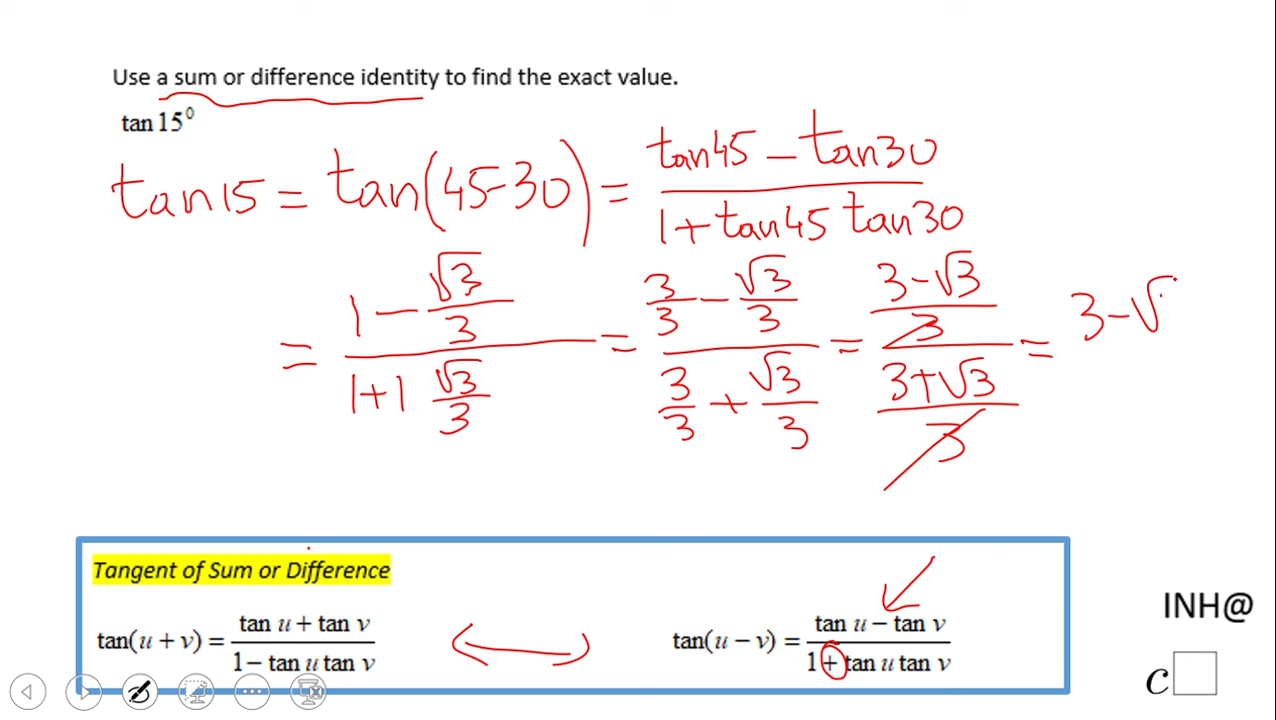 Use a sum or difference identity to find the exact value.
tan 15⁰
tan 15 = tan(45-30) = (tan45 - tan30)/(1 + tan45 tan30)
= (1 - √3/3)/(1+1 √3/3) = (3/3 - √3/3)/(3/3 + √3/3) = ((3-√3)/3)/((3+√3)/3) = 3-√
Tangent of Sum or Difference
tan(u + v) = (tan u + tan v)/(1 − tan u tan v)
tan(u − v) = (tan u − tan v)/(1 + tan u tan v)
INH@
c